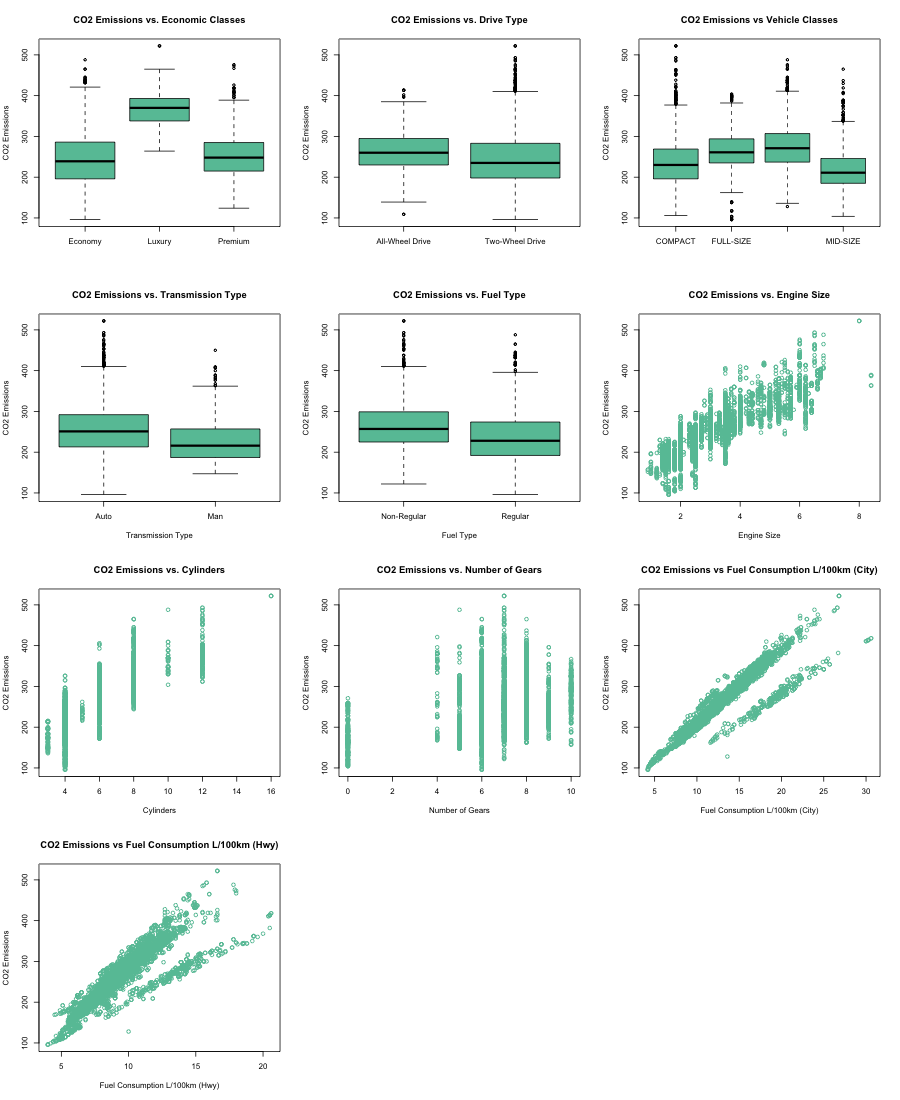 CO2 Emissions vs. Economic Classes
CO2 Emissions
500
400
300
200
100
Economy Luxury Premium
CO2 Emissions vs. Drive Type
CO2 Emissions
500
400
300
200
100
All-Wheel Drive Two-Wheel Drive
CO2 Emissions vs Vehicle Classes
CO2 Emissions
500
400
300
200
100
COMPACT FULL-SIZE MID-SIZE
CO2 Emissions vs. Transmission Type
CO2 Emissions
500
400
300
200
100
Auto Man
Transmission Type
CO2 Emissions vs. Fuel Type
CO2 Emissions
500
400
300
200
100
Non-Regular Regular
Fuel Type
CO2 Emissions vs. Engine Size
CO2 Emissions
500
400
300
200
100
2 4 6 8
Engine Size
CO2 Emissions vs. Cylinders
CO2 Emissions
500
400
300
200
100
4 6 8 10 12 14 16
Cylinders
CO2 Emissions vs. Number of Gears
CO2 Emissions
500
400
300
200
100
0 2 4 6 8 10
Number of Gears
CO2 Emissions vs Fuel Consumption L/100km (City)
CO2 Emissions
500
400
300
200
100
5 10 15 20 25 30
Fuel Consumption L/100km (City)
CO2 Emissions vs Fuel Consumption L/100km (Hwy)
CO2 Emissions
500
400
300
200
100
5 10 15 20
Fuel Consumption L/100km (Hwy)